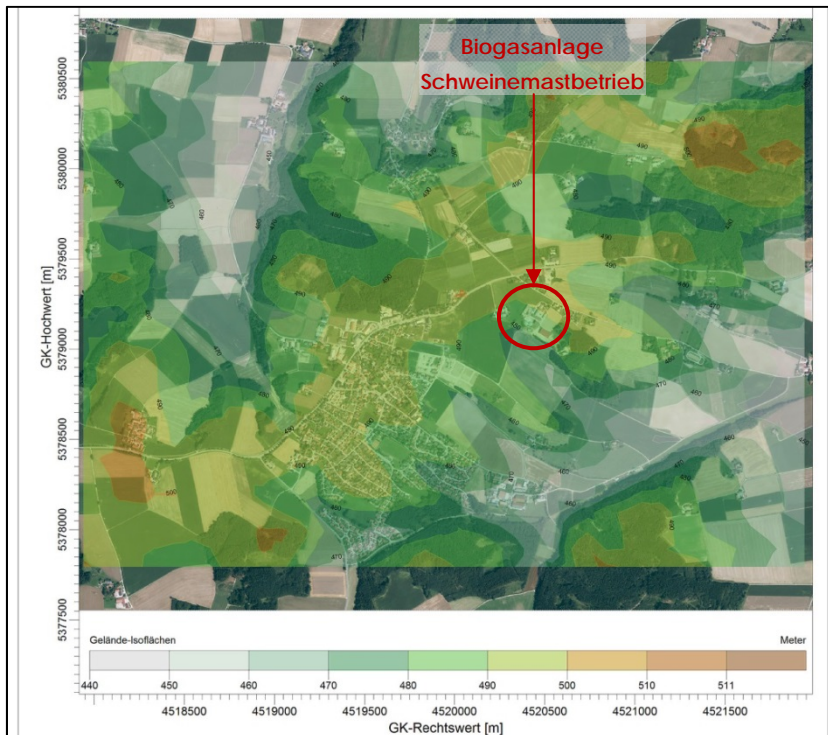 Biogasanlage
Schweinemastbetrieb
GK-Hochwert [m]
5380500
5380000
5379500
5379000
5378500
5378000
5377500
Gelände-Isoflächen
Meter
440 450 460 470 480 490 500 510 511
4518500 4519000 4519500 4520000 4520500 4521000 4521500
GK-Rechtswert [m]